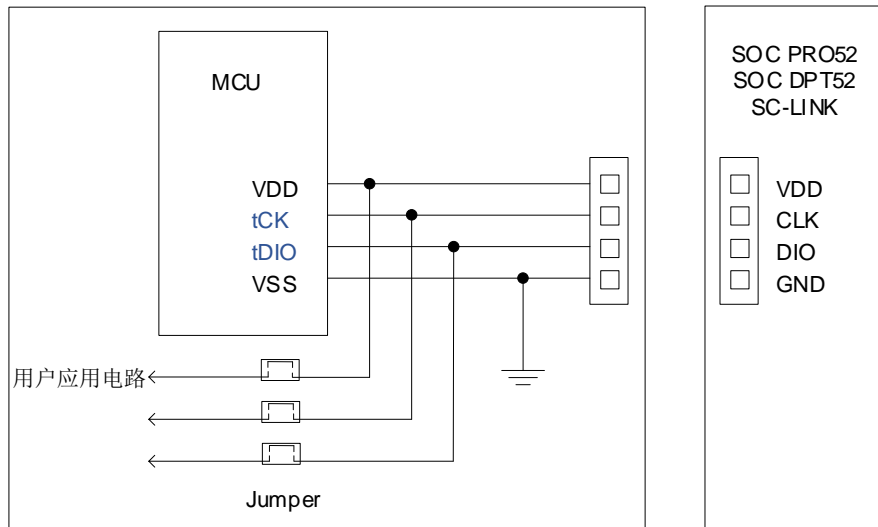 MCU
VDD
tCK
tDIO
VSS
用户应用电路
Jumper
SOC PRO52
SOC DPT52
SC-LINK
VDD
CLK
DIO
GND